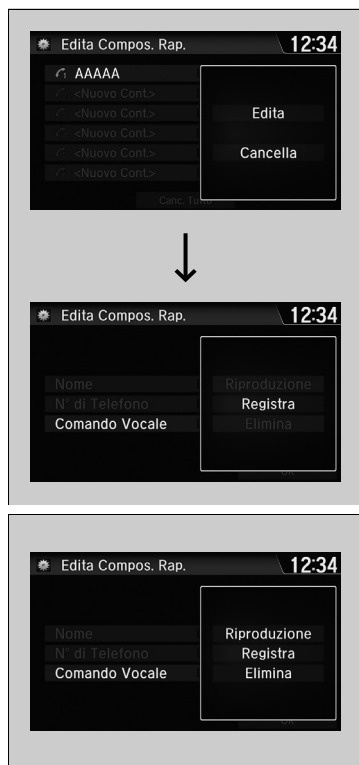 Edita Compos. Rap. 12:34
AAAAA
<Nuovo Cont.>
<Nuovo Cont.> Edita
<Nuovo Cont.>
<Nuovo Cont.> Cancella
<Nuovo Cont.>
Canc. Tutto
Edita Compos. Rap. 12:34
Nome Riproduzione
N° di Telefono Registra
Comando Vocale Elimina
OK
Edita Compos. Rap. 12:34
Nome Riproduzione
N° di Telefono Registra
Comando Vocale Elimina
OK